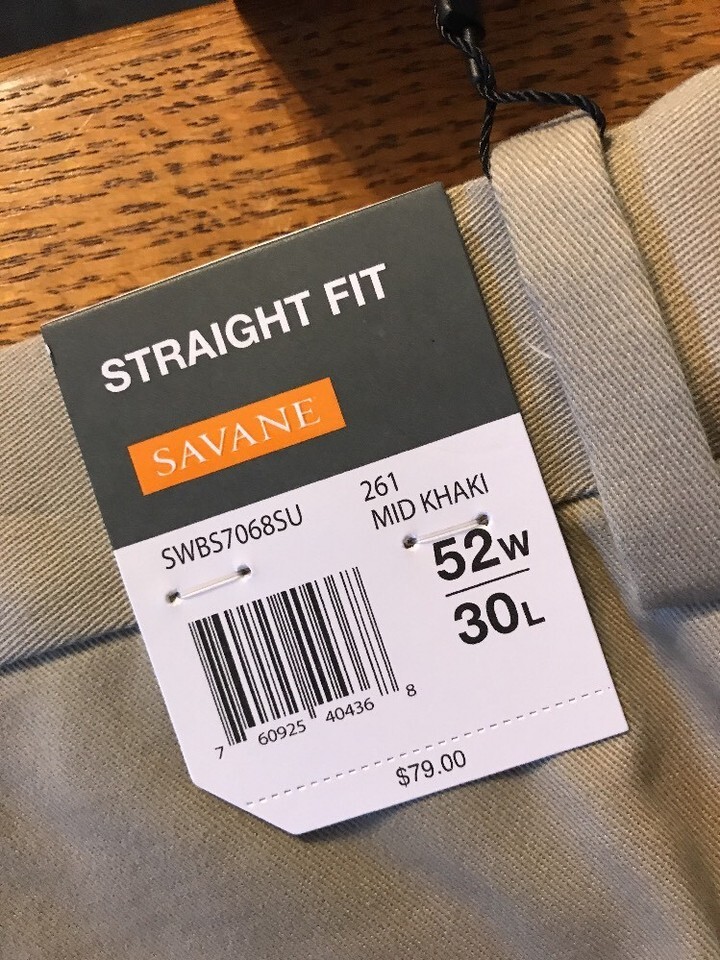 STRAIGHT FIT
SAVANE
SWBS7068SU
261
MID KHAKI
52W
30L
7 60925 40436 8
$79.00